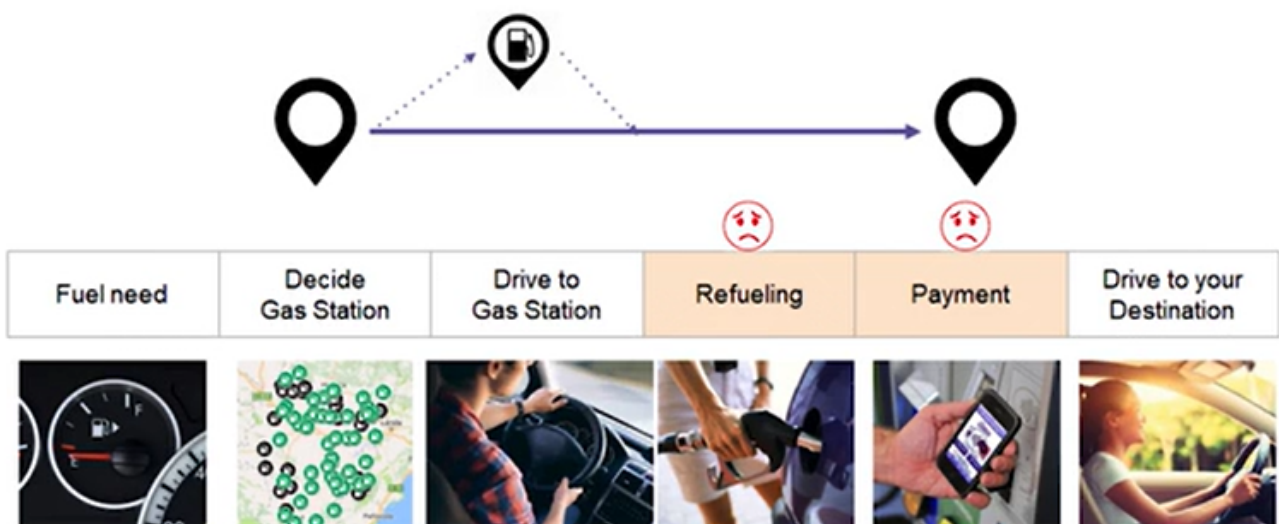 Fuel need
Decide
Gas Station
Drive to
Gas Station
Refueling
Payment
Drive to your
Destination
F